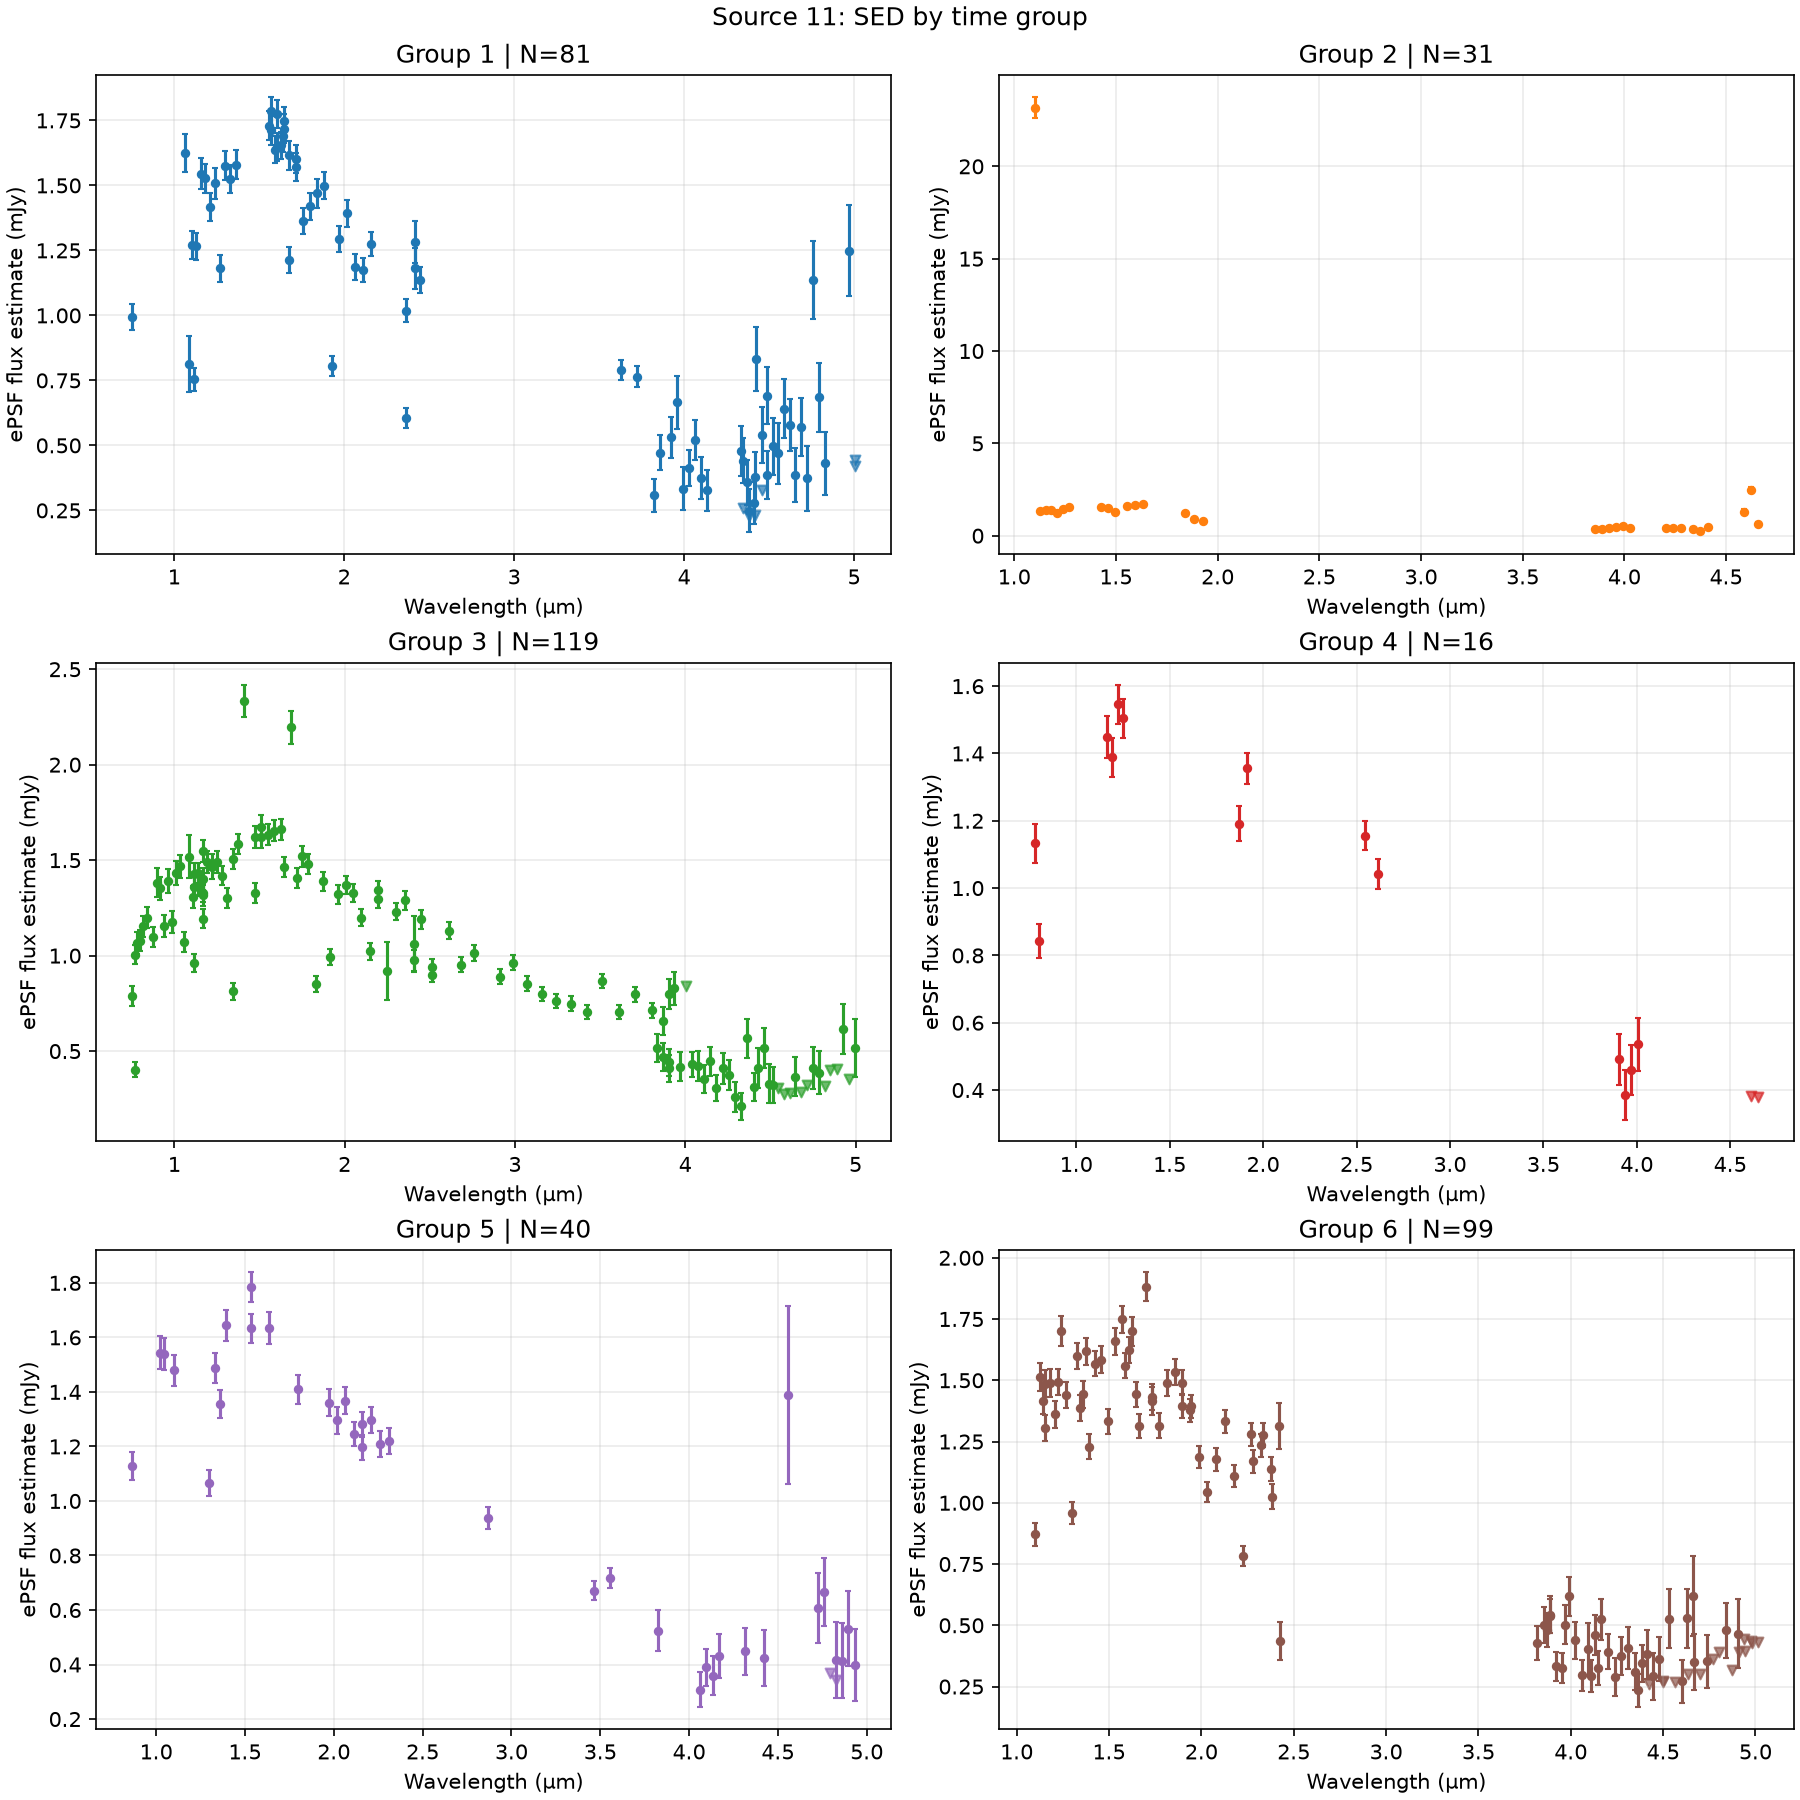 Source 11: SED by time group
Group 1 | N=81
ePSF flux estimate (mJy)
1.75
1.50
1.25
1.00
0.75
0.50
0.25
1 2 3 4 5
Wavelength (μm)
Group 2 | N=31
ePSF flux estimate (mJy)
20
15
10
5
0
1.0 1.5 2.0 2.5 3.0 3.5 4.0 4.5
Wavelength (μm)
Group 3 | N=119
ePSF flux estimate (mJy)
2.5
2.0
1.5
1.0
0.5
1 2 3 4 5
Wavelength (μm)
Group 4 | N=16
ePSF flux estimate (mJy)
1.6
1.4
1.2
1.0
0.8
0.6
0.4
1.0 1.5 2.0 2.5 3.0 3.5 4.0 4.5
Wavelength (μm)
Group 5 | N=40
ePSF flux estimate (mJy)
1.8
1.6
1.4
1.2
1.0
0.8
0.6
0.4
0.2
1.0 1.5 2.0 2.5 3.0 3.5 4.0 4.5 5.0
Wavelength (μm)
Group 6 | N=99
ePSF flux estimate (mJy)
2.00
1.75
1.50
1.25
1.00
0.75
0.50
0.25
1.0 1.5 2.0 2.5 3.0 3.5 4.0 4.5 5.0
Wavelength (μm)